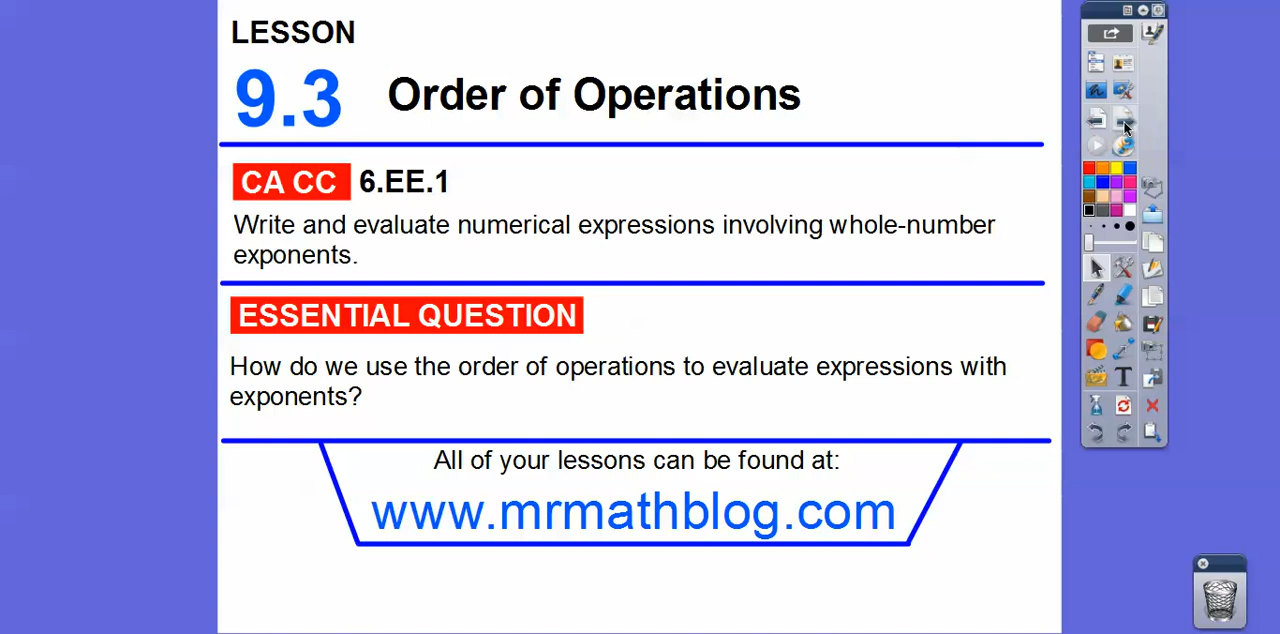 LESSON
9.3 Order of Operations
CA CC 6.EE.1
Write and evaluate numerical expressions involving whole-number
exponents.
ESSENTIAL QUESTION
How do we use the order of operations to evaluate expressions with
exponents?
All of your lessons can be found at:
www.mrmathblog.com